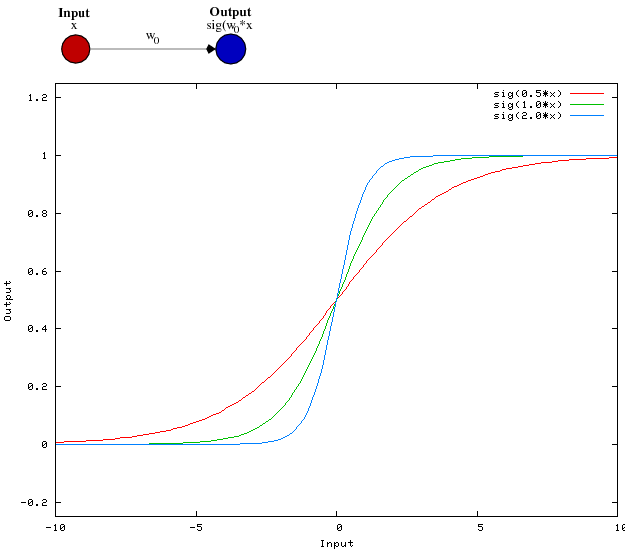 Input Output
x sig(w0*x
w0
sig(0.5*x)
sig(1.0*x)
sig(2.0*x)
1.2
1
0.8
0.6
0.4
0.2
0
-0.2
Output
-10 -5 0 5 10
Input